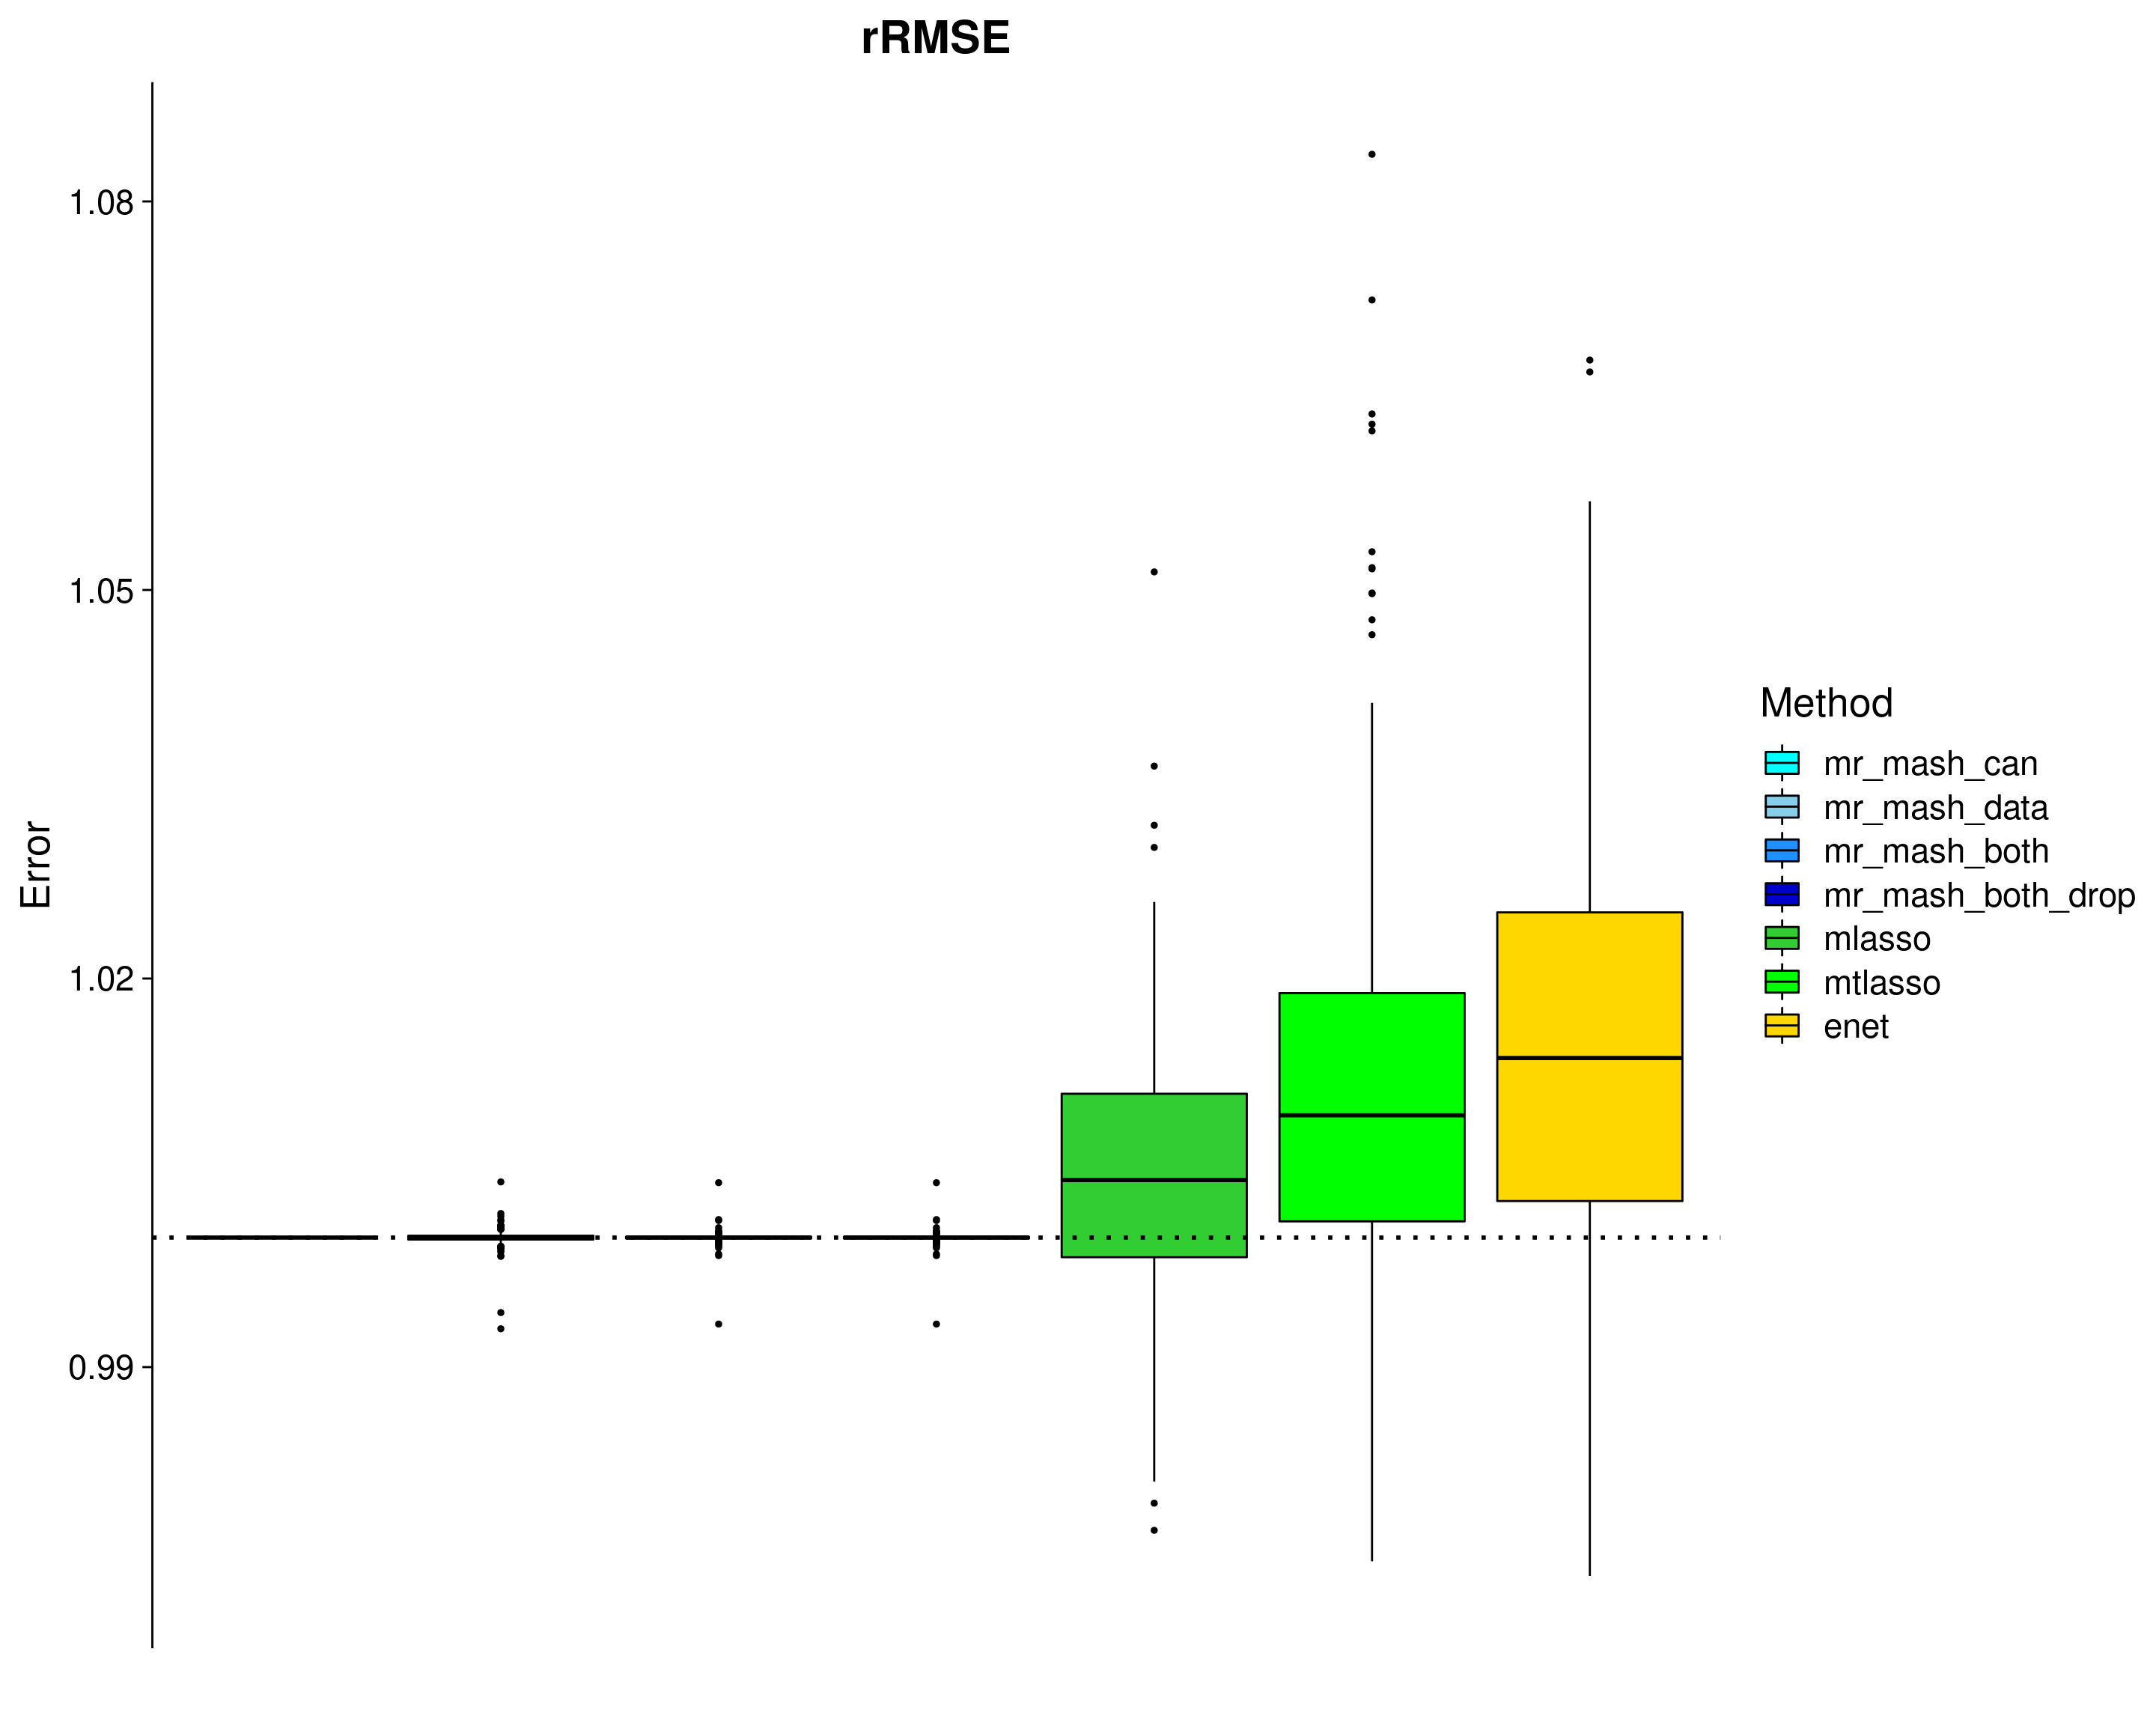 rRMSE
1.08
1.05
1.02
0.99
Error
Method
mr_mash_can
mr_mash_data
mr_mash_both
mr_mash_both_drop
mlasso
mtlasso
enet